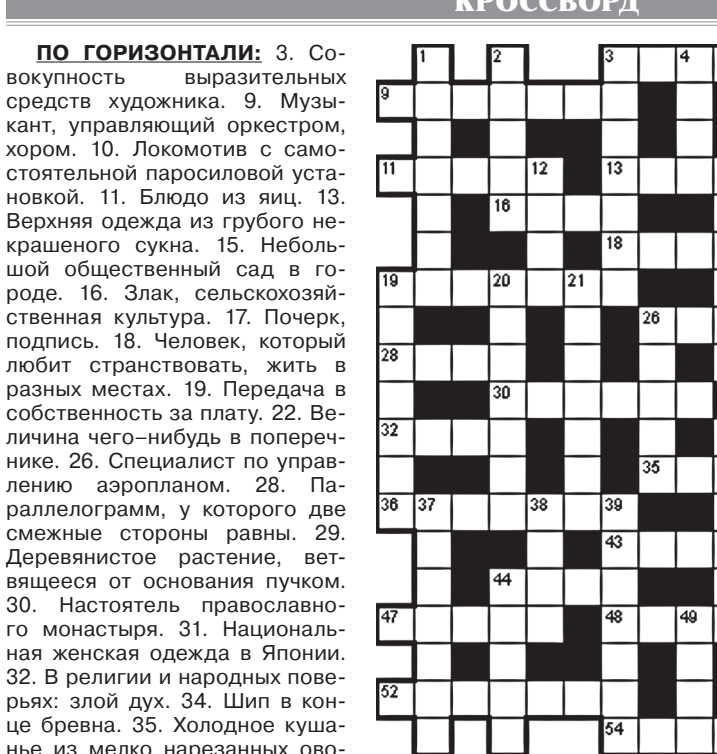 КРОССВОРД
ПО ГОРИЗОНТАЛИ: 3. Со-
вокупность выразительных
средств художника. 9. Музы-
кант, управляющий оркестром,
хором. 10. Локомотив с само-
стоятельной паросиловой уста-
новкой. 11. Блюдо из яиц. 13.
Верхняя одежда из грубого не-
крашеного сукна. 15. Неболь-
шой общественный сад в го-
роде. 16. Злак, сельскохозяй-
ственная культура. 17. Почерк,
подпись. 18. Человек, который
любит странствовать, жить в
разных местах. 19. Передача в
собственность за плату. 22. Ве-
личина чего–нибудь в попереч-
нике. 26. Специалист по управ-
лению аэропланом. 28. Па-
раллелограмм, у которого две
смежные стороны равны. 29.
Деревянистое растение, вет-
вящееся от основания пучком.
30. Настоятель православно-
го монастыря. 31. Националь-
ная женская одежда в Японии.
32. В религии и народных пове-
рьях: злой дух. 34. Шип в кон-
це бревна. 35. Холодное куша-
нье из мелко нарезанных ово-
1 2 3 4
9
11 12 13
16
18
19 20 21
26
28
30
32
35
36 37 38 39
43
44
47 48 49
52
54